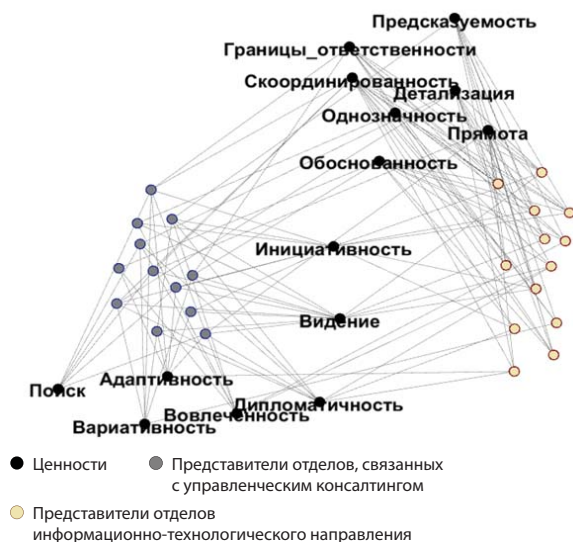 Предсказуемость
Границы_ответственности
Скоординированность
Детализация
Однозначность
Прямота
Обоснованность
Инициативность
Видение
Адаптивность
Поиск
Дипломатичность
Вовлеченность
Вариативность
Ценности
Представители отделов, связанных
с управленческим консалтингом
Представители отделов
информационно-технологического направления